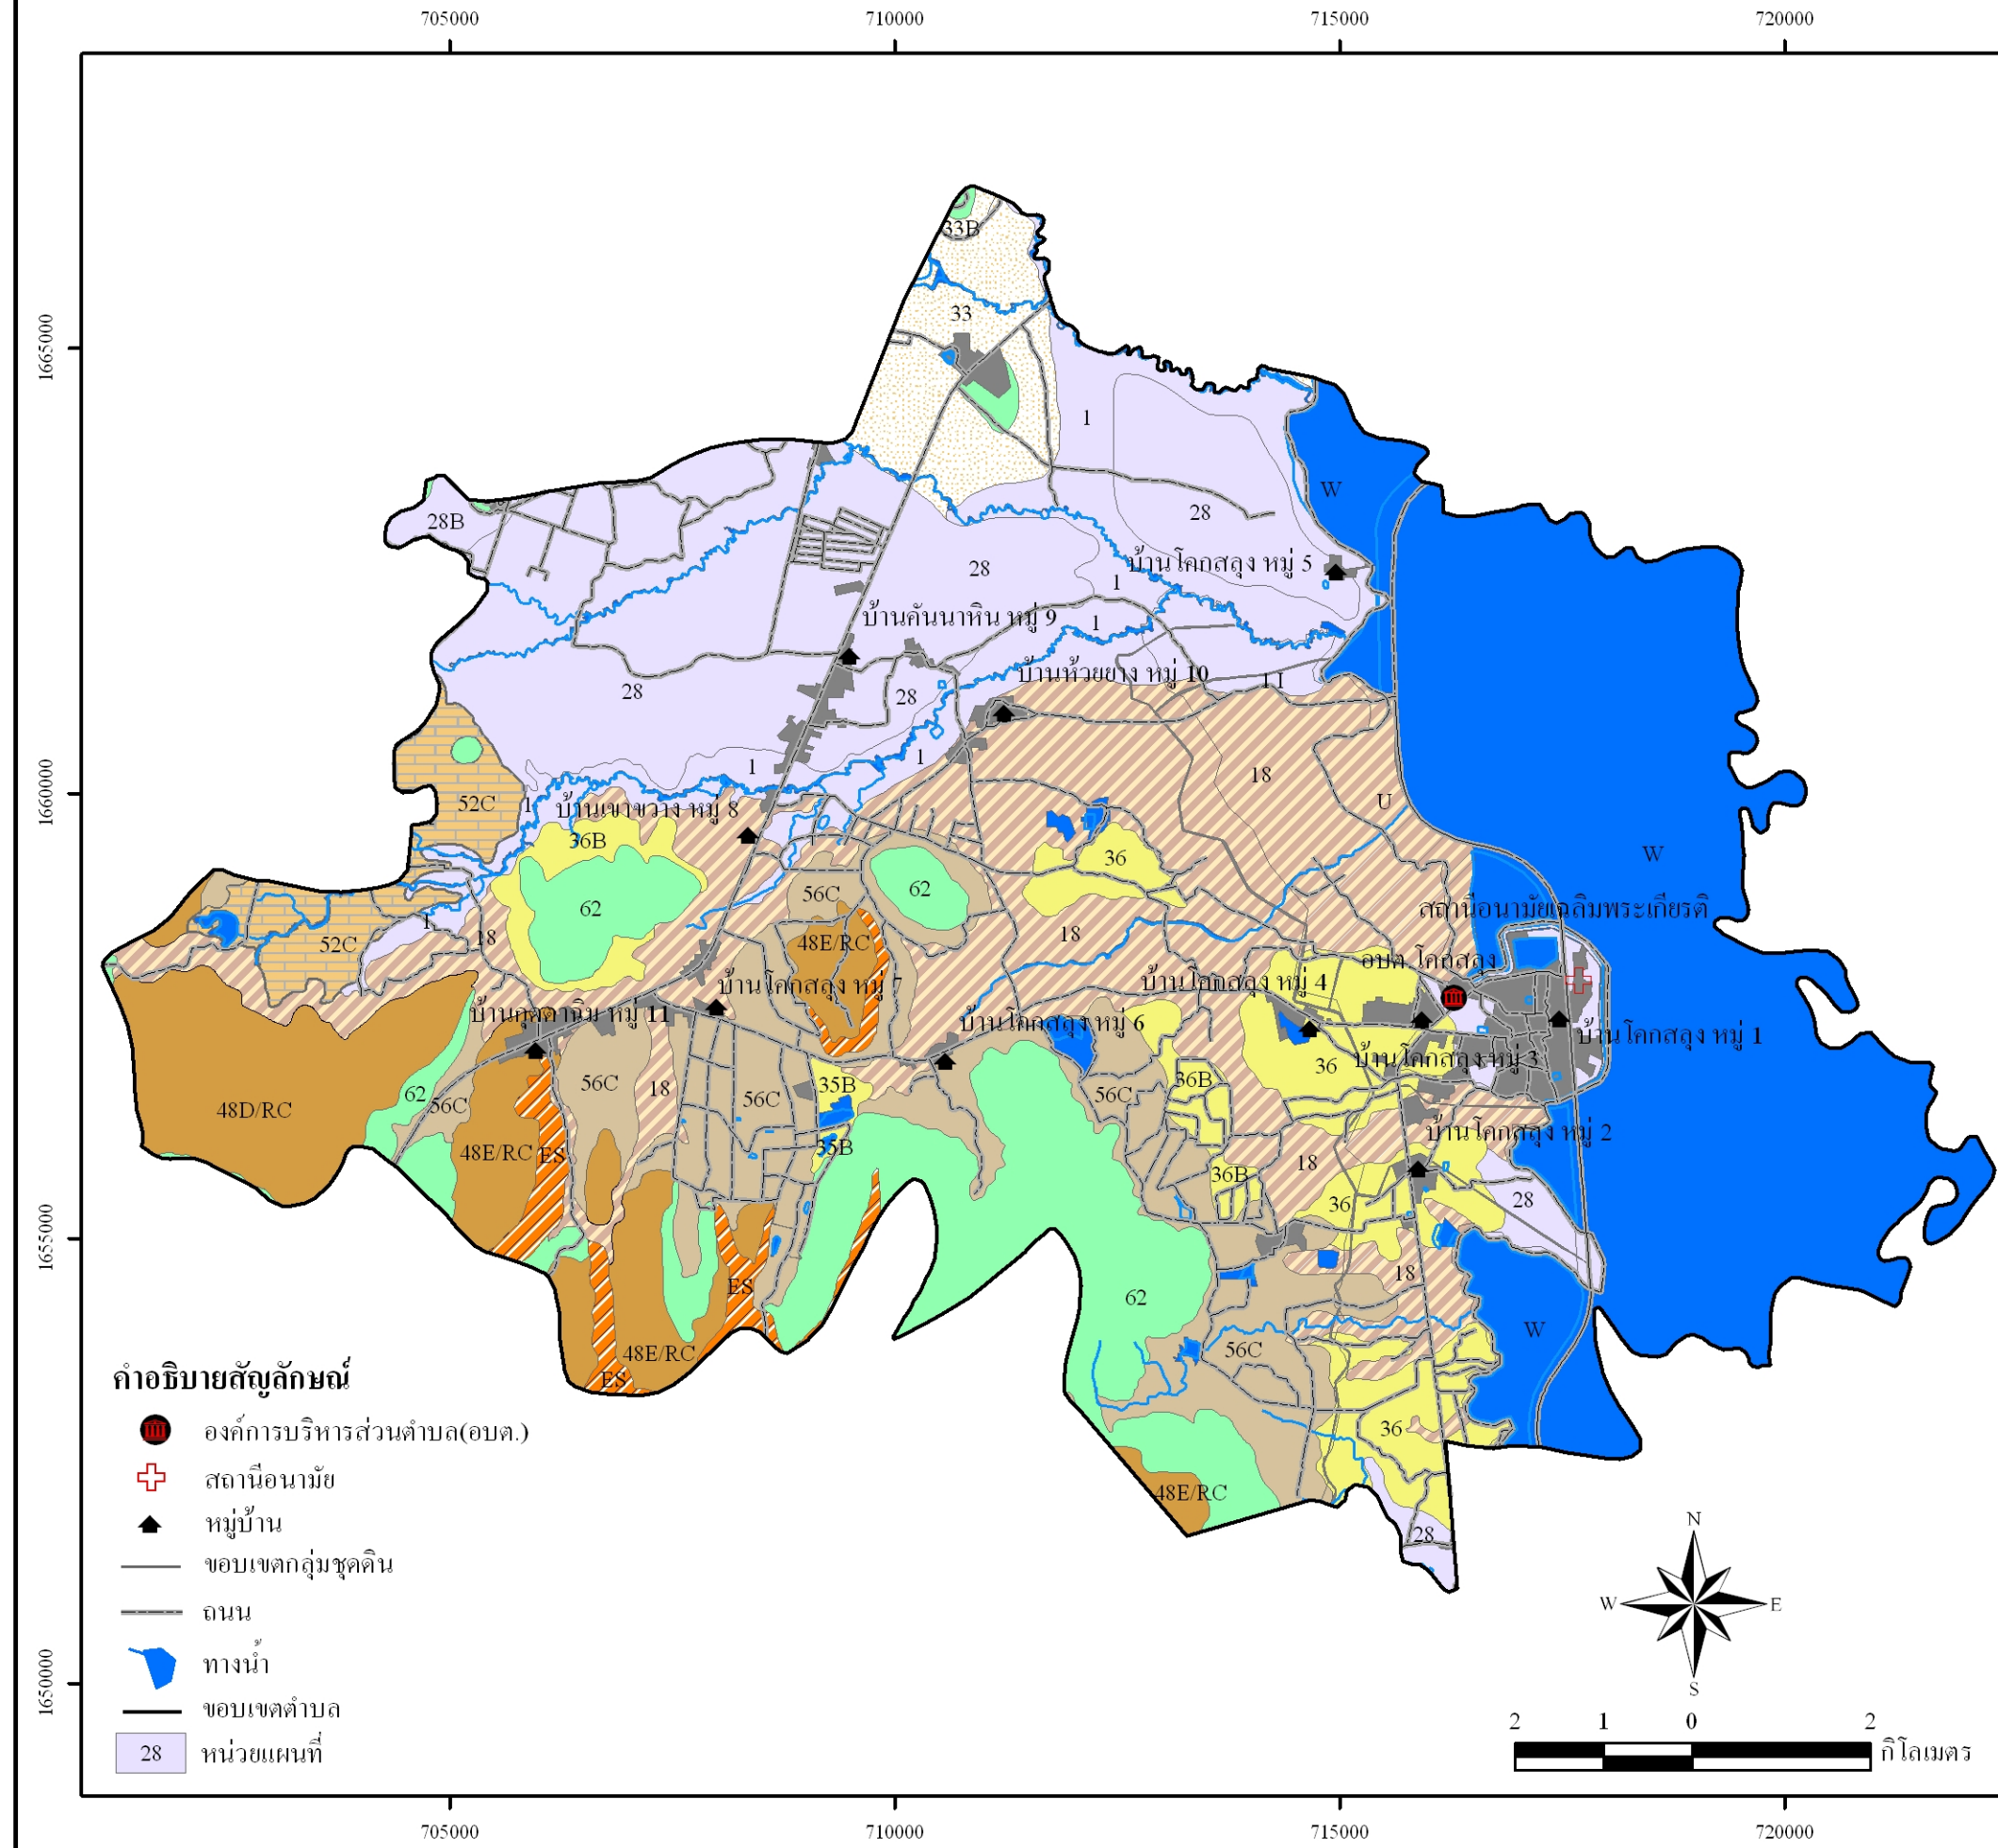 705000 710000 715000 720000
1665000
1660000
1655000
1650000
33B
33
1
W
28B
28
บ้านโคกสลุง หมู่ 5
28
1
บ้านคันนาหิน หมู่ 9
1
บ้านห้วยยาง หมู่ 10
28
28
1
1
18
U
52C
บ้านเขาขวาง หมู่ 8
36B
36
W
62
56C
62
สถานีอนามัยเฉลิมพระเกียรติ
1
18
52C
48E/RC
18
อบต. โคกสลุง
บ้านโคกสลุง หมู่ 7
บ้านโคกสลุง หมู่ 4
บ้านกุดตาฉิม หมู่ 11
บ้านโคกสลุง หมู่ 6
บ้านโคกสลุง หมู่ 1
บ้านโคกสลุง หมู่ 3
36
56C
18
56C
35B
36B
56C
62
56C
48D/RC
บ้านโคกสลุง หมู่ 2
48E/RC
ES
35B
18
36B
36
28
18
ES
62
W
56C
48E/RC
ES
36
48E/RC
28
คำอธิบายสัญลักษณ์
องค์การบริหารส่วนตำบล(อบต.)
สถานีอนามัย
หมู่บ้าน
ขอบเขตกลุ่มชุดดิน
ถนน
ทางน้ำ
ขอบเขตตำบล
28 หน่วยแผนที่
N
W E
S
2 1 0 2
กิโลเมตร
705000 710000 715000 720000